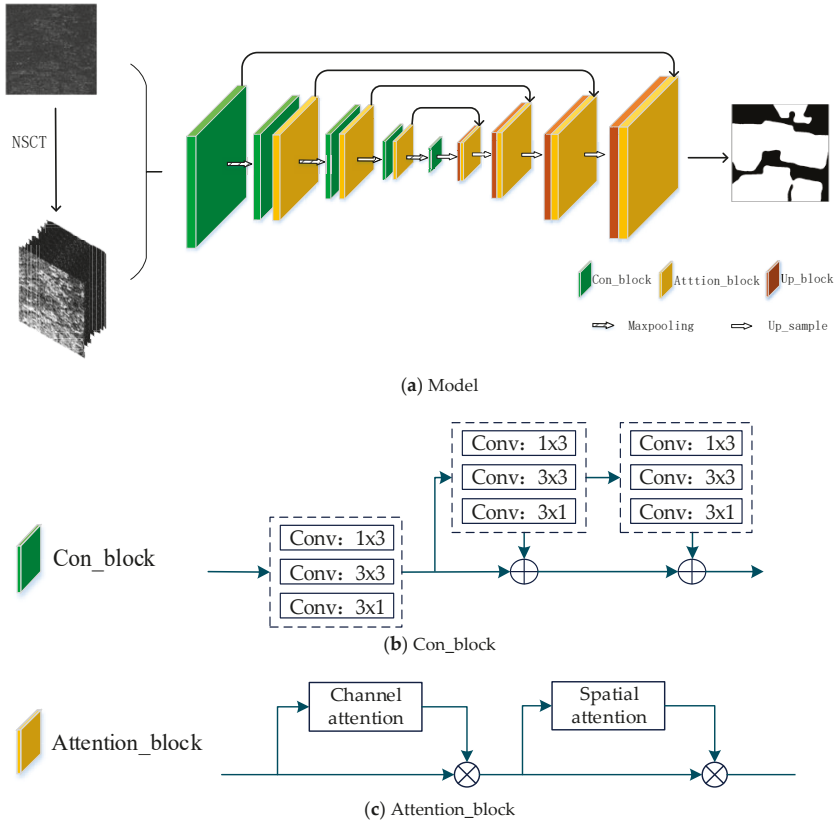 NSCT
Con_block
Atttion_block
Up_block
Maxpooling
Up_sample
(a) Model
Conv: 1x3
Conv: 3x3
Conv: 3x1
Conv: 1x3
Conv: 3x3
Conv: 3x1
Con_block
Conv: 1x3
Conv: 3x3
Conv: 3x1
(b) Con_block
Channel
attention
Spatial
attention
Attention_block
(c) Attention_block